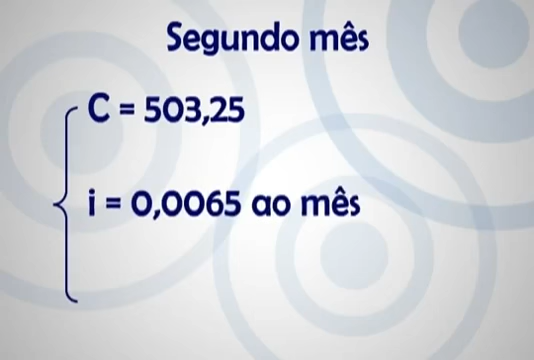 Segundo mês
C = 503,25
i = 0,0065 ao mês